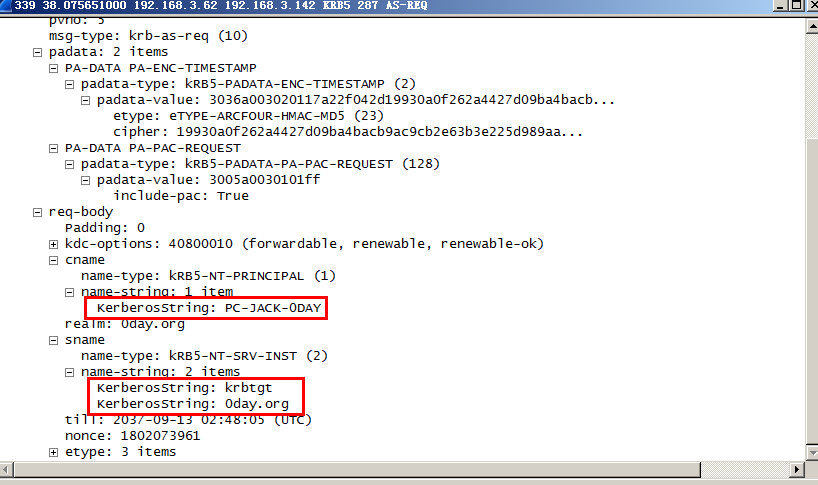 339 38.075651000 192.168.3.62 192.168.3.142 KRB5 287 AS-REQ
pvno: 5
msg-type: krb-as-req (10)
padata: 2 items
PA-DATA PA-ENC-TIMESTAMP
padata-type: kRB5-PADATA-ENC-TIMESTAMP (2)
padata-value: 3036a003020117a22f042d19930a0f262a4427d09ba4bacb...
etype: eTYPE-ARCFOUR-HMAC-MD5 (23)
cipher: 19930a0f262a4427d09ba4bacb9ac9cb2e63b3e225d989aa...
PA-DATA PA-PAC-REQUEST
padata-type: kRB5-PADATA-PA-PAC-REQUEST (128)
padata-value: 3005a0030101ff
include-pac: True
req-body
Padding: 0
kdc-options: 40800010 (forwardable, renewable, renewable-ok)
cname
name-type: kRB5-NT-PRINCIPAL (1)
name-string: 1 item
KerberosString: PC-JACK-0DAY
realm: 0day.org
sname
name-type: kRB5-NT-SRV-INST (2)
name-string: 2 items
KerberosString: krbtgt
KerberosString: 0day.org
till: 2037-09-13 02:48:05 (UTC)
nonce: 1802073961
etype: 3 items